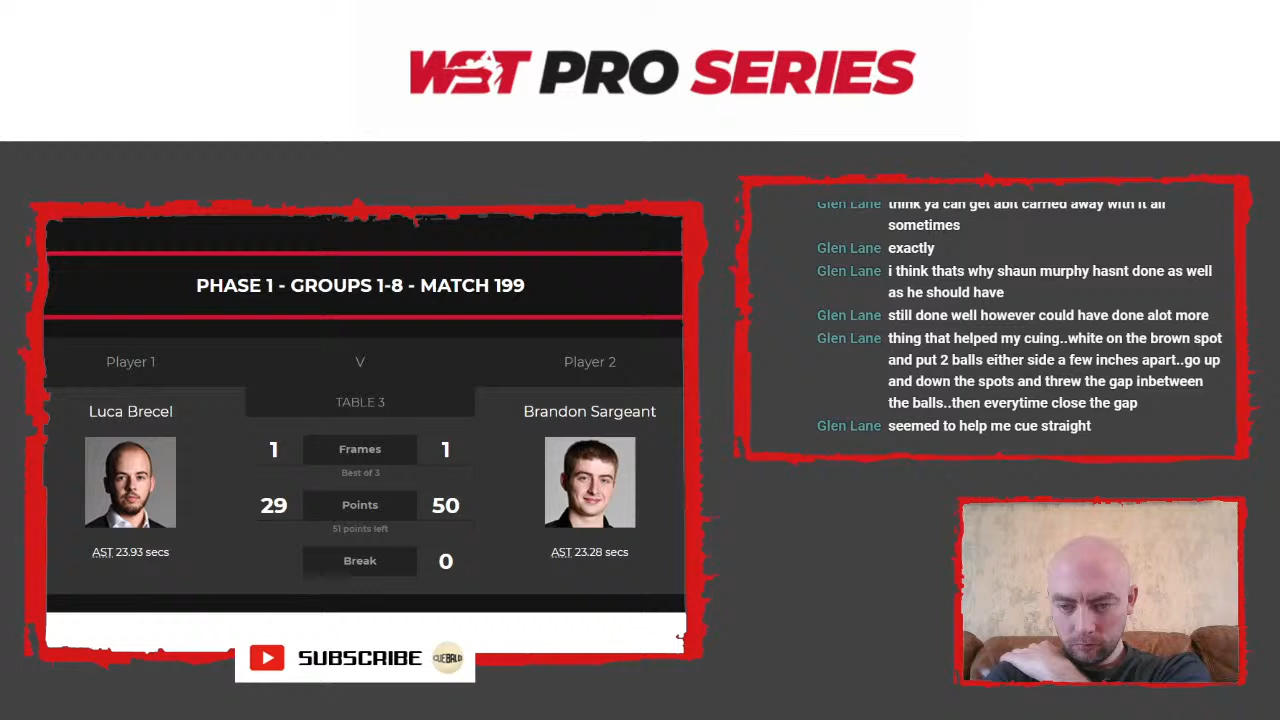 WST PRO SERIES
PHASE 1 - GROUPS 1-8 - MATCH 199
Player 1
V
Player 2
TABLE 3
Luca Brecel
Brandon Sargeant
1 Frames 1
Best of 3
29 Points 50
51 points left
AST 23.93 secs
AST 23.28 secs
Break 0
SUBSCRIBE
CUEBALD
Glen Lane think ya can get abit carried away with it all
sometimes
Glen Lane exactly
Glen Lane i think thats why shaun murphy hasnt done as well
as he should have
Glen Lane still done well however could have done alot more
Glen Lane thing that helped my cuing..white on the brown spot
and put 2 balls either side a few inches apart..go up
and down the spots and threw the gap inbetween
the balls..then everytime close the gap
Glen Lane seemed to help me cue straight